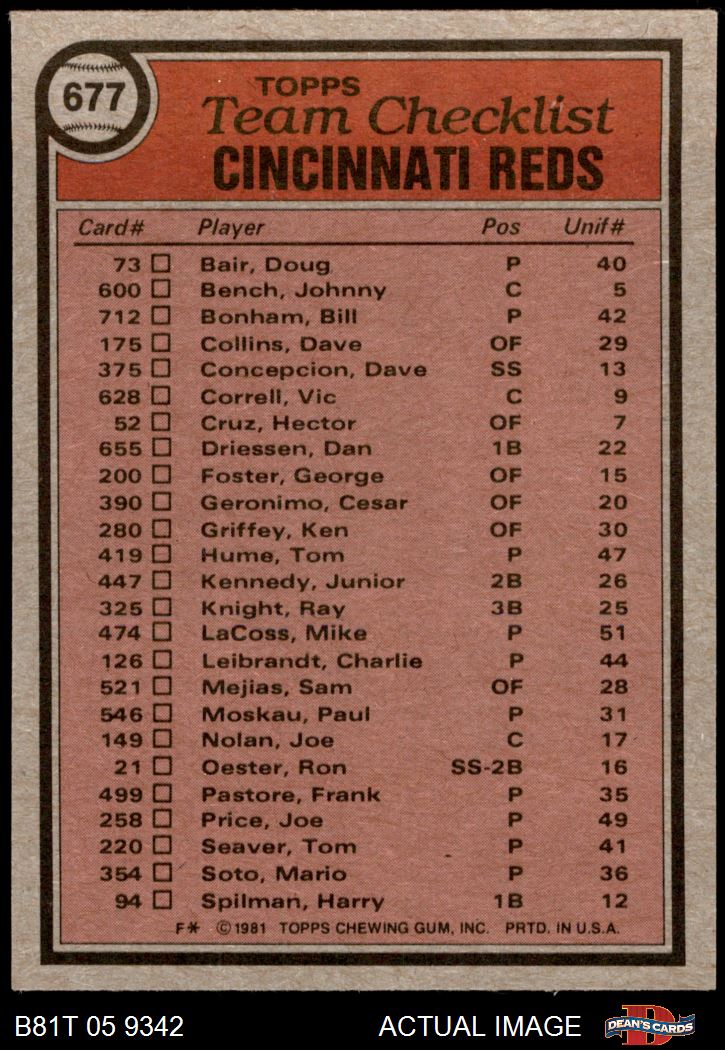 677
TOPPS
Team Checklist
CINCINNATI REDS
Card# Player Pos Unif#
73 Bair, Doug P 40
600 Bench, Johnny C 5
712 Bonham, Bill P 42
175 Collins, Dave OF 29
375 Concepcion, Dave SS 13
628 Correll, Vic C 9
52 Cruz, Hector OF 7
655 Driessen, Dan 1B 22
200 Foster, George OF 15
390 Geronimo, Cesar OF 20
280 Griffey, Ken OF 30
419 Hume, Tom P 47
447 Kennedy, Junior 2B 26
325 Knight, Ray 3B 25
474 LaCoss, Mike P 51
126 Leibrandt, Charlie P 44
521 Mejias, Sam OF 28
546 Moskau, Paul P 31
149 Nolan, Joe C 17
21 Oester, Ron SS-2B 16
499 Pastore, Frank P 35
258 Price, Joe P 49
220 Seaver, Tom P 41
354 Soto, Mario P 36
94 Spilman, Harry 1B 12
F* © 1981 TOPPS CHEWING GUM, INC. PRTD. IN U.S.A.
B81T 05 9342 ACTUAL IMAGE D DEAN'S CARDS